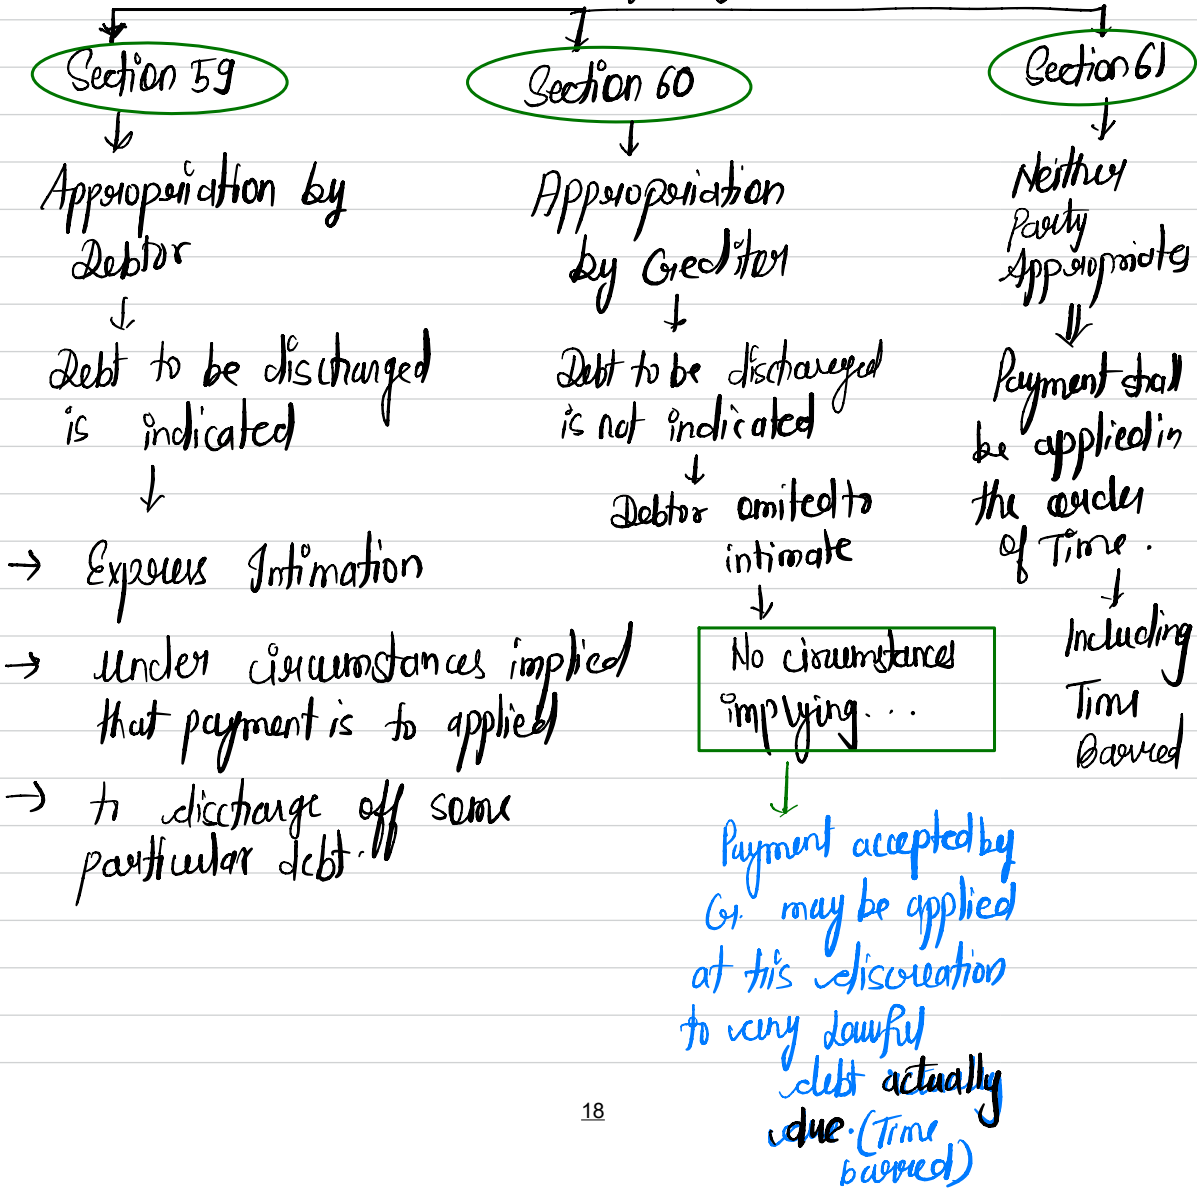 Section 59
Appropriation by
Debtor
Debt to be discharged
is indicated
→ Express Intimation
→ Under circumstances implied
that payment is to applied
→ to discharge off some
particular debt.
Section 60
Appropriation
by Creditor
Debt to be discharged
is not indicated
Debtor omited to
intimate
No circumstances
implying...
Payment accepted by
Cr. may be applied
at his discreation
to any lawful
debt actually
due. (Time
barred)
Section 61
Neither
Party
Appropriates
Payment shall
be applied in
the order
of Time.
Including
Time
Barred
18